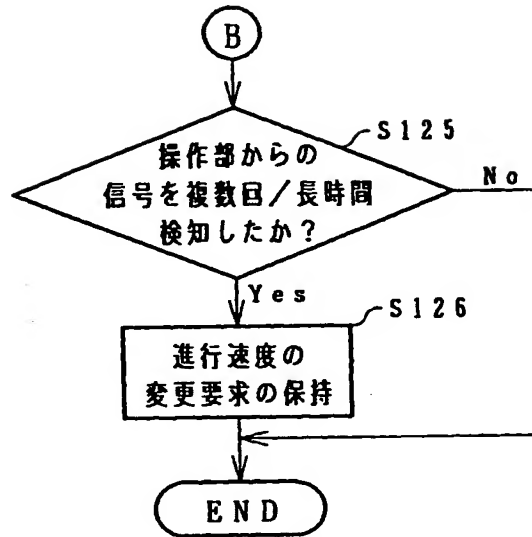 B
S125
操作部からの
信号を複数回/長時間
検知したか?
No
Yes
S126
進行速度の
変更要求の保持
END